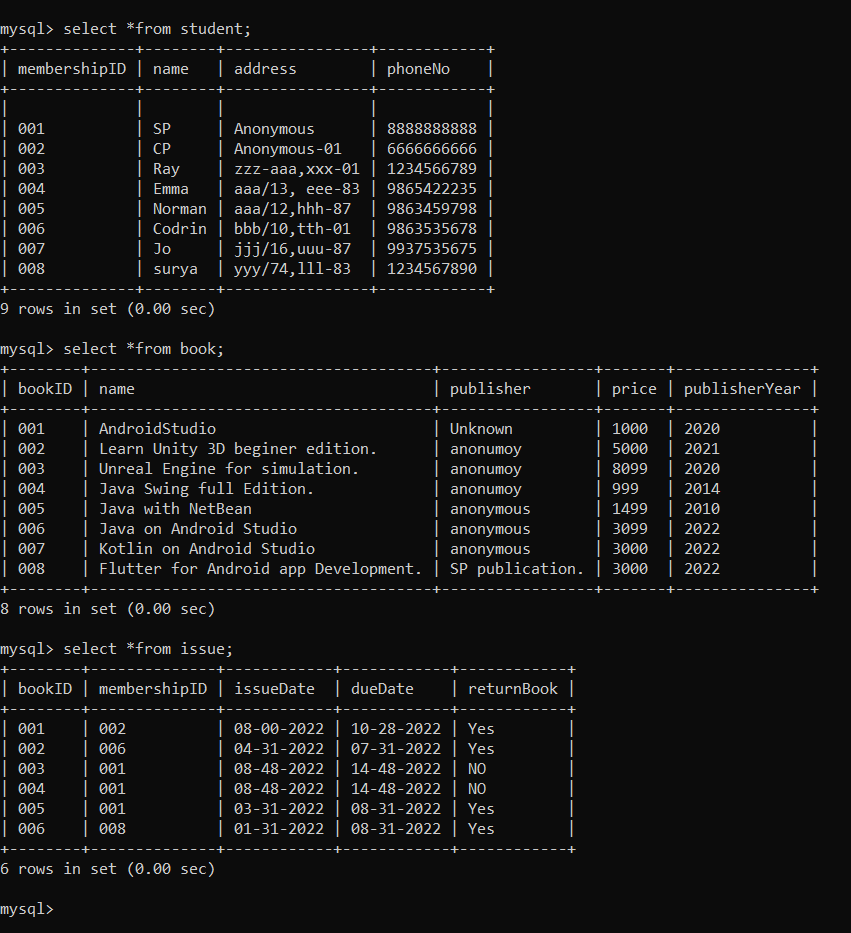 mysql> select *from student;
+--------------+--------+----------------+------------+
| membershipID | name   | address        | phoneNo    |
+--------------+--------+----------------+------------+
|              |        |                |            |
| 001          | SP     | Anonymous      | 8888888888 |
| 002          | CP     | Anonymous-01   | 6666666666 |
| 003          | Ray    | zzz-aaa,xxx-01 | 1234566789 |
| 004          | Emma   | aaa/13, eee-83 | 9865422235 |
| 005          | Norman | aaa/12,hhh-87  | 9863459798 |
| 006          | Codrin | bbb/10,tth-01  | 9863535678 |
| 007          | Jo     | jjj/16,uuu-87  | 9937535675 |
| 008          | surya  | yyy/74,lll-83  | 1234567890 |
+--------------+--------+----------------+------------+
9 rows in set (0.00 sec)

mysql> select *from book;
+--------+--------------------------------------+-----------------+-------+---------------+
| bookID | name                                 | publisher       | price | publisherYear |
+--------+--------------------------------------+-----------------+-------+---------------+
| 001    | AndroidStudio                        | Unknown         | 1000  | 2020          |
| 002    | Learn Unity 3D beginer edition.      | anonumoy        | 5000  | 2021          |
| 003    | Unreal Engine for simulation.        | anonumoy        | 8099  | 2020          |
| 004    | Java Swing full Edition.             | anonumoy        | 999   | 2014          |
| 005    | Java with NetBean                    | anonymous       | 1499  | 2010          |
| 006    | Java on Android Studio               | anonymous       | 3099  | 2022          |
| 007    | Kotlin on Android Studio             | anonymous       | 3000  | 2022          |
| 008    | Flutter for Android app Development. | SP publication. | 3000  | 2022          |
+--------+--------------------------------------+-----------------+-------+---------------+
8 rows in set (0.00 sec)

mysql> select *from issue;
+--------+--------------+------------+------------+------------+
| bookID | membershipID | issueDate  | dueDate    | returnBook |
+--------+--------------+------------+------------+------------+
| 001    | 002          | 08-00-2022 | 10-28-2022 | Yes        |
| 002    | 006          | 04-31-2022 | 07-31-2022 | Yes        |
| 003    | 001          | 08-48-2022 | 14-48-2022 | NO         |
| 004    | 001          | 08-48-2022 | 14-48-2022 | NO         |
| 005    | 001          | 03-31-2022 | 08-31-2022 | Yes        |
| 006    | 008          | 01-31-2022 | 08-31-2022 | Yes        |
+--------+--------------+------------+------------+------------+
6 rows in set (0.00 sec)

mysql>